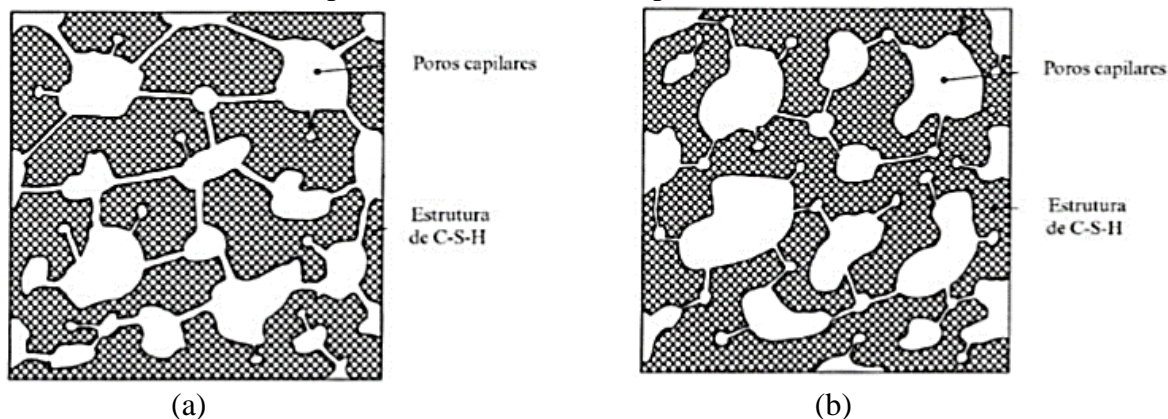 Poros capilares
Estrutura
de C-S-H
(a)
Poros capilares
Estrutura
de C-S-H
(b)